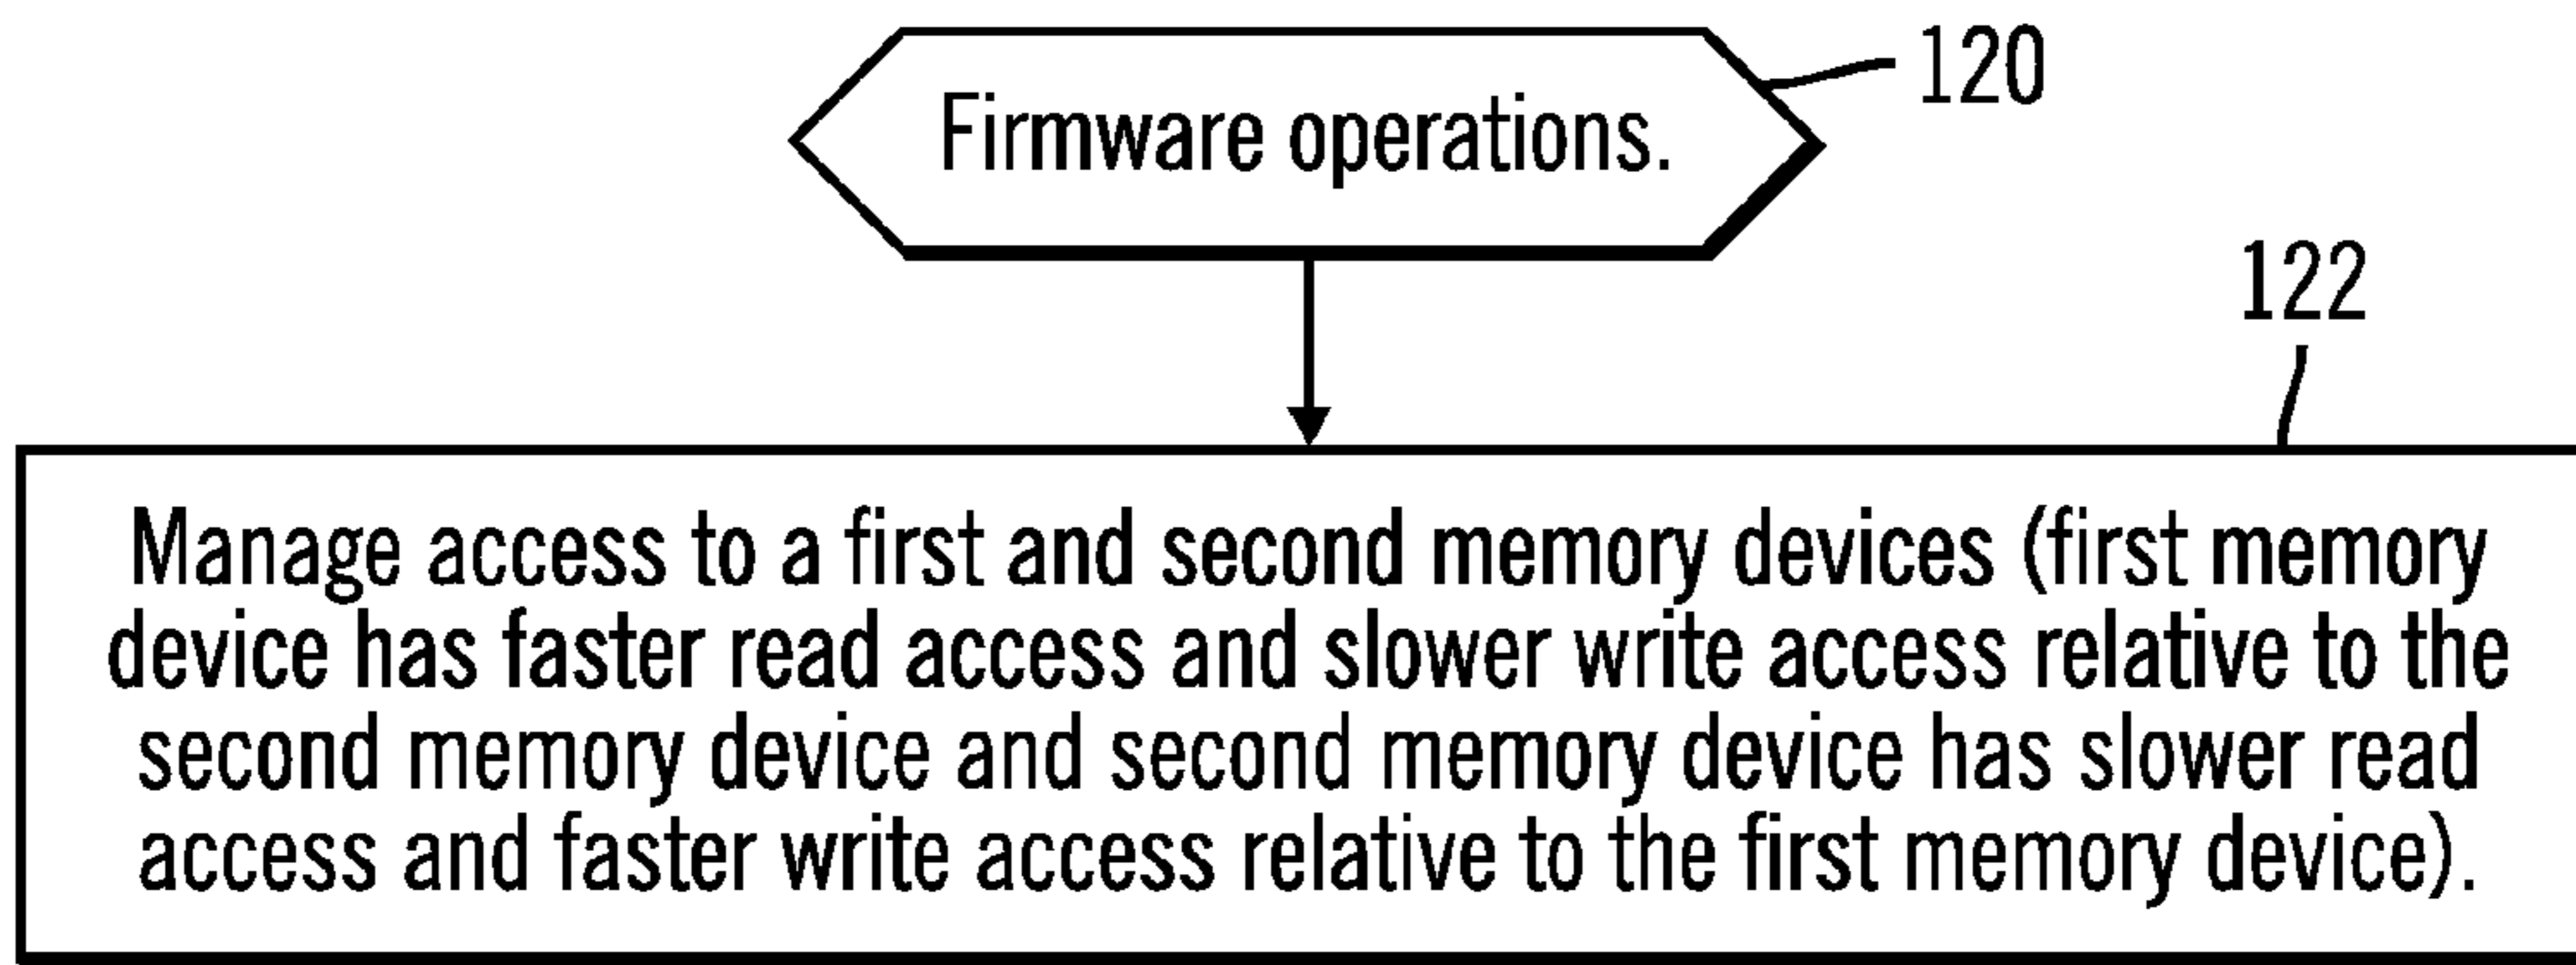 Firmware operations.
120
122
Manage access to a first and second memory devices (first memory
device has faster read access and slower write access relative to the
second memory device and second memory device has slower read
access and faster write access relative to the first memory device).